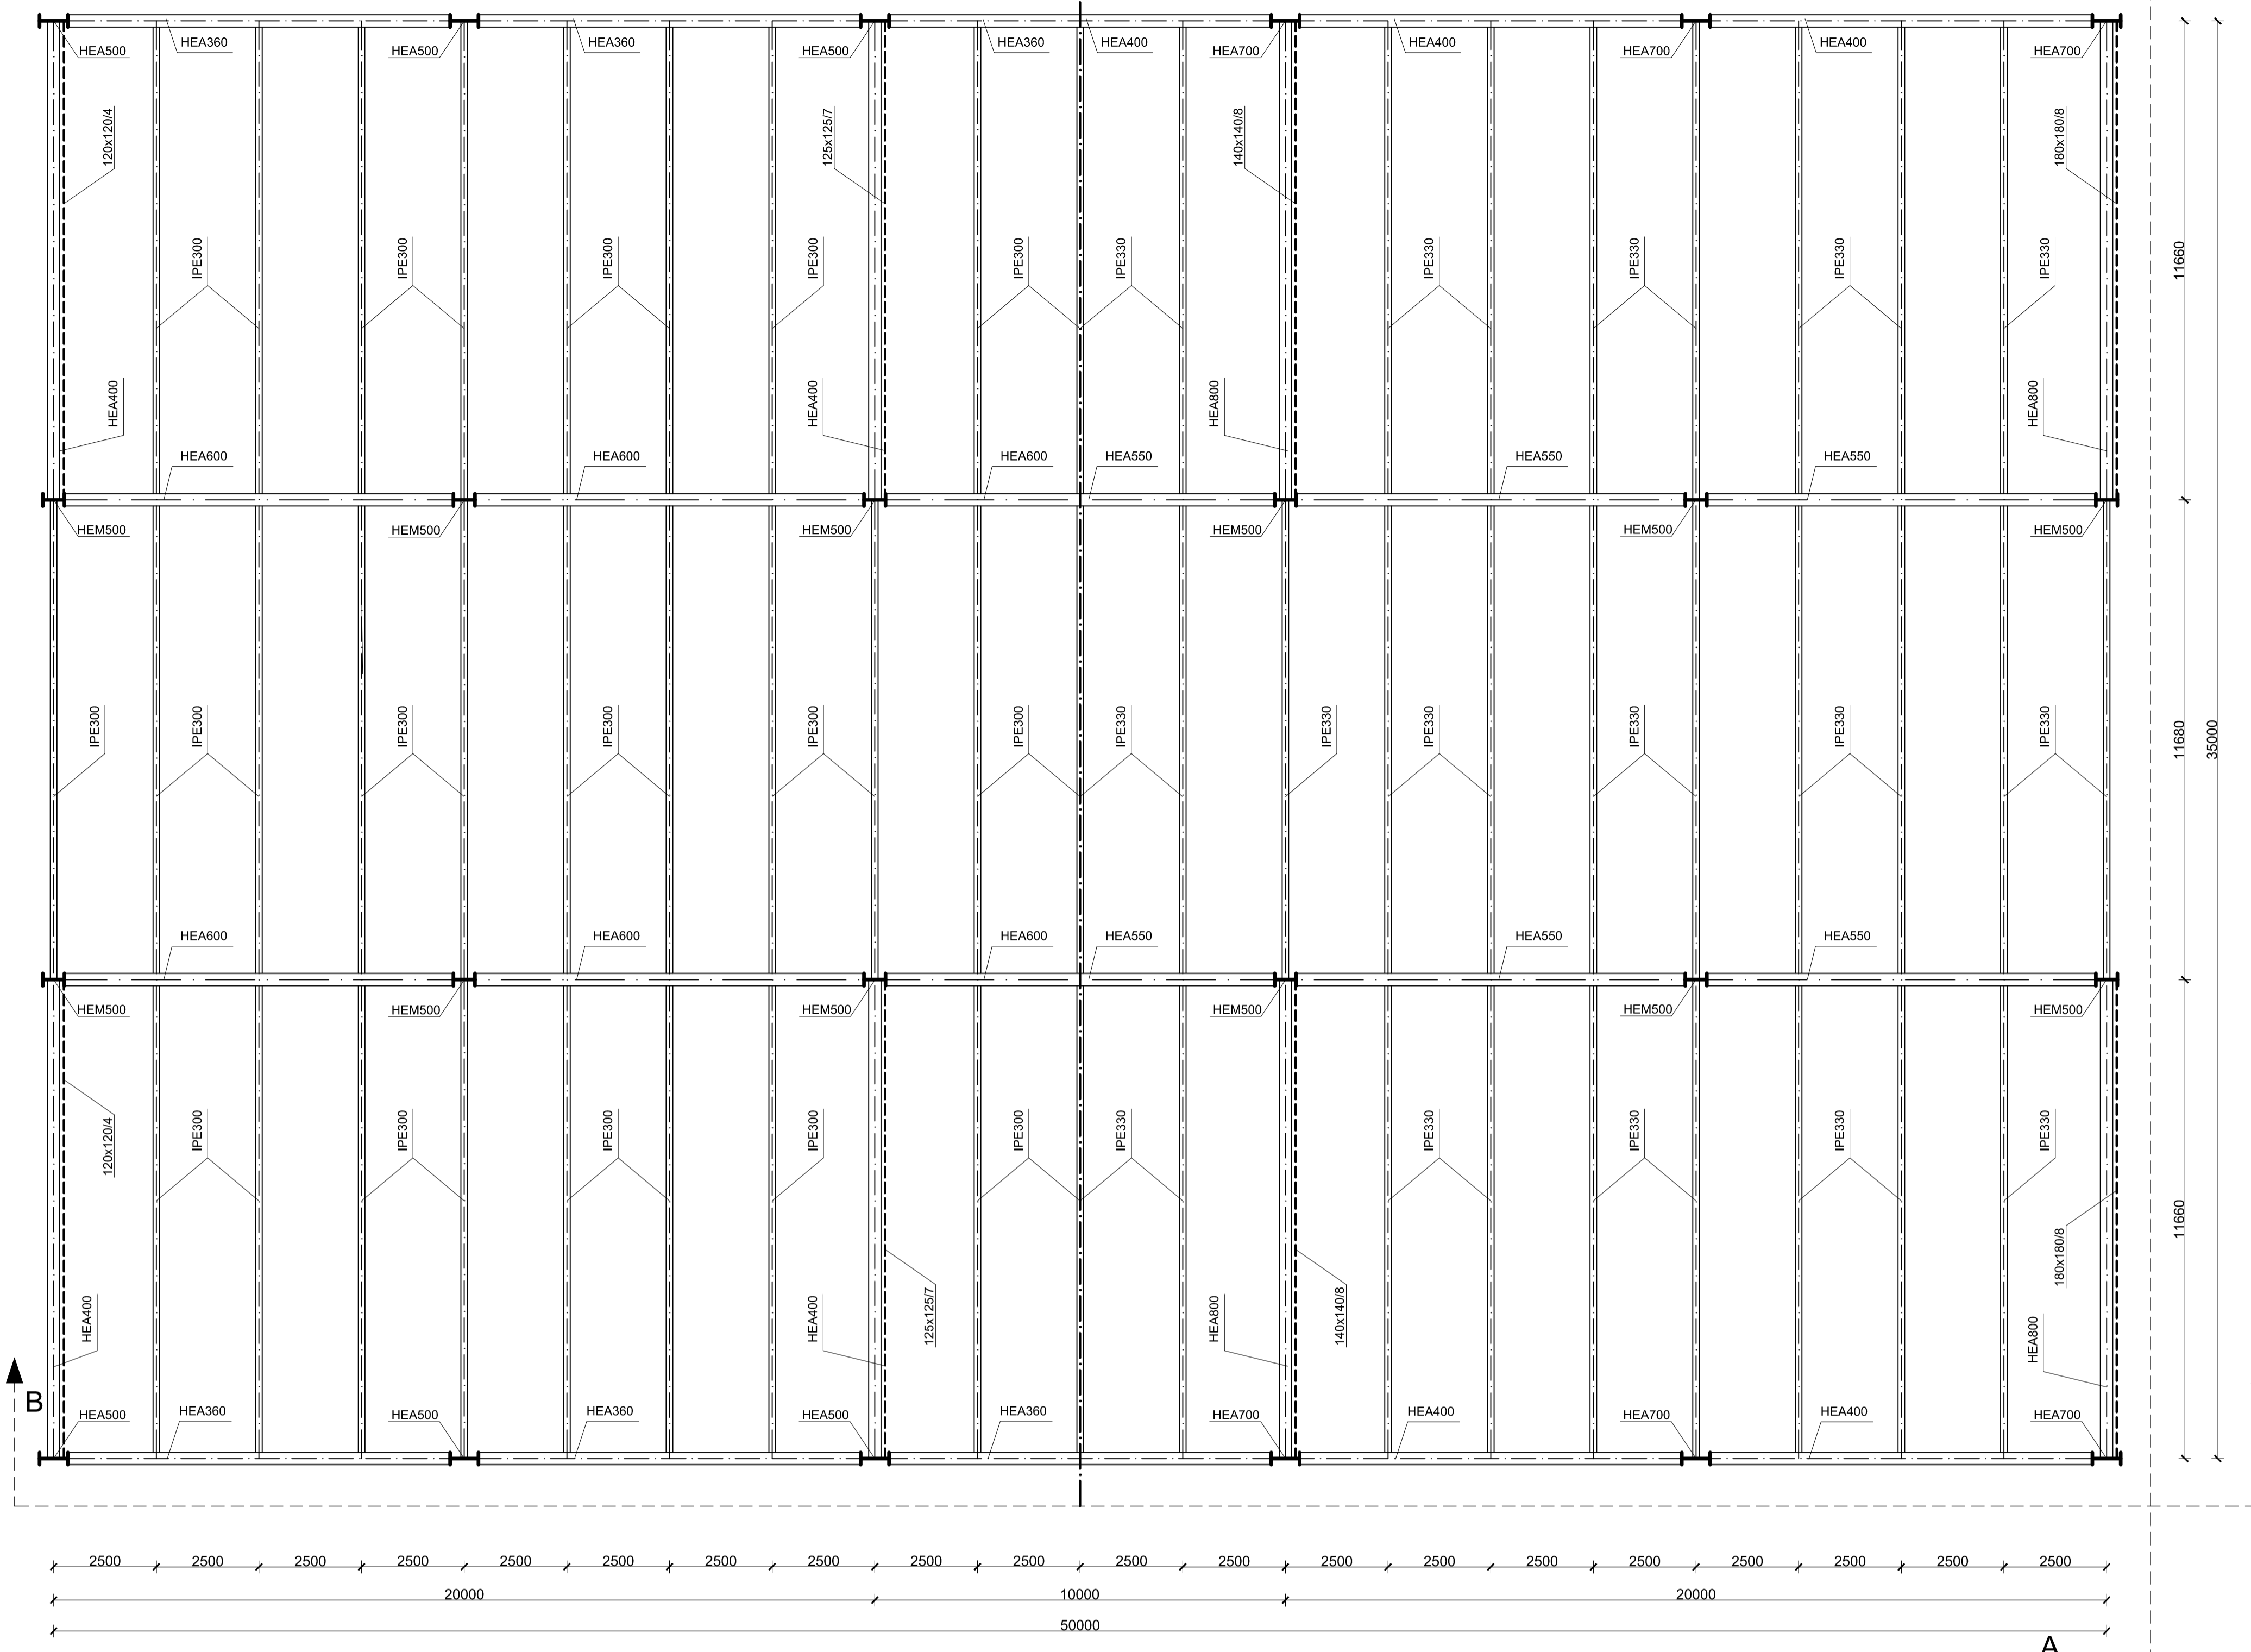 HEA360 HEA360 HEA360 HEA400 HEA400 HEA400
HEA500 HEA500 HEA500 HEA700 HEA700 HEA700
120x120/4 125x125/7 140x140/8 180x180/8
IPE300 IPE300 IPE300 IPE300 IPE300 IPE330 IPE330 IPE330 IPE330 IPE330
11660
HEA400 HEA400 HEA800 HEA800
HEA600 HEA600 HEA600 HEA550 HEA550 HEA550
HEM500 HEM500 HEM500 HEM500 HEM500 HEM500
IPE300 IPE300 IPE300 IPE300 IPE300 IPE300 IPE330 IPE330 IPE330 IPE330 IPE330 IPE330
11680 35000
HEA600 HEA600 HEA600 HEA550 HEA550 HEA550
HEM500 HEM500 HEM500 HEM500 HEM500 HEM500
120x120/4 IPE300 IPE300 IPE300 IPE300 IPE300 IPE330 IPE330 IPE330 IPE330 IPE330
11660
180x180/8
HEA400 HEA400 125x125/7 HEA800 140x140/8 HEA800
B
HEA500 HEA360 HEA500 HEA360 HEA500 HEA360 HEA700 HEA400 HEA700 HEA400 HEA700
2500 2500 2500 2500 2500 2500 2500 2500 2500 2500 2500 2500 2500 2500 2500 2500 2500 2500 2500 2500
20000 10000 20000
50000
A